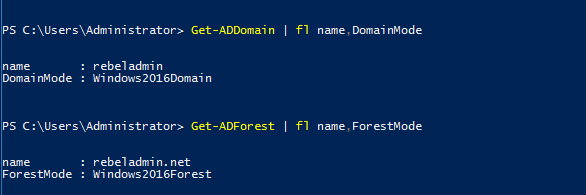 PS C:\Users\Administrator> Get-ADDomain | fl name,DomainMode
name       : rebeladmin
DomainMode : Windows2016Domain
PS C:\Users\Administrator> Get-ADForest | fl name,ForestMode
name       : rebeladmin.net
ForestMode : Windows2016Forest